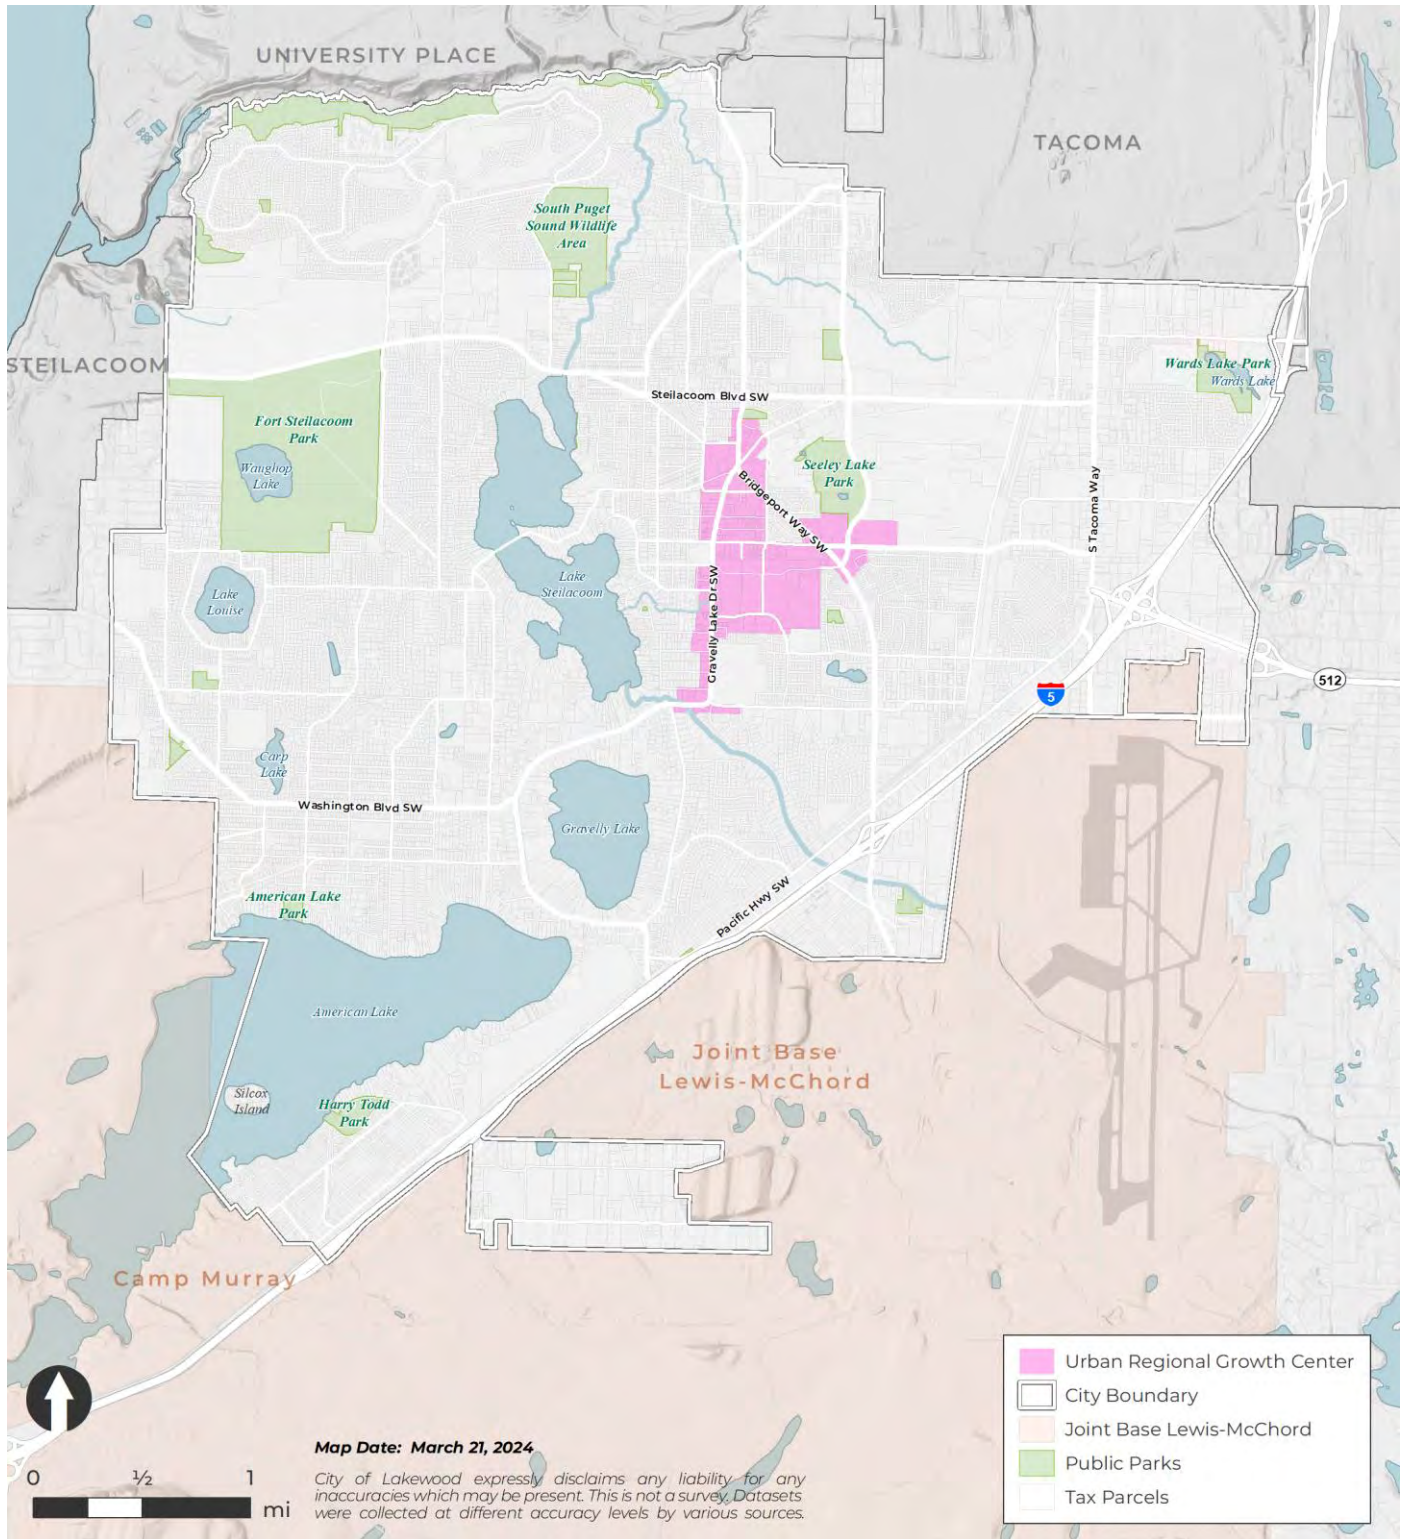 UNIVERSITY PLACE
TACOMA
South Puget
Sound Wildlife
Area
STEILACOOM
Wards Lake Park
Wards Lake
Steilacoom Blvd SW
Fort Steilacoom
Park
Waughop
Lake
Seeley Lake
Park
Bridgeport Way SW
S Tacoma Way
Lake
Steilacoom
Lake
Louise
Gravelly Lake Dr SW
512
5
Carp
Lake
Washington Blvd SW
Gravelly Lake
American Lake
Park
Pacific Hwy SW
American Lake
Joint Base
Lewis-McChord
Silcox
Island
Harry Todd
Park
Camp Murray
Urban Regional Growth Center
City Boundary
Joint Base Lewis-McChord
Public Parks
Tax Parcels
0 ½ 1
mi
Map Date: March 21, 2024
City of Lakewood expressly disclaims any liability for any
inaccuracies which may be present. This is not a survey. Datasets
were collected at different accuracy levels by various sources.